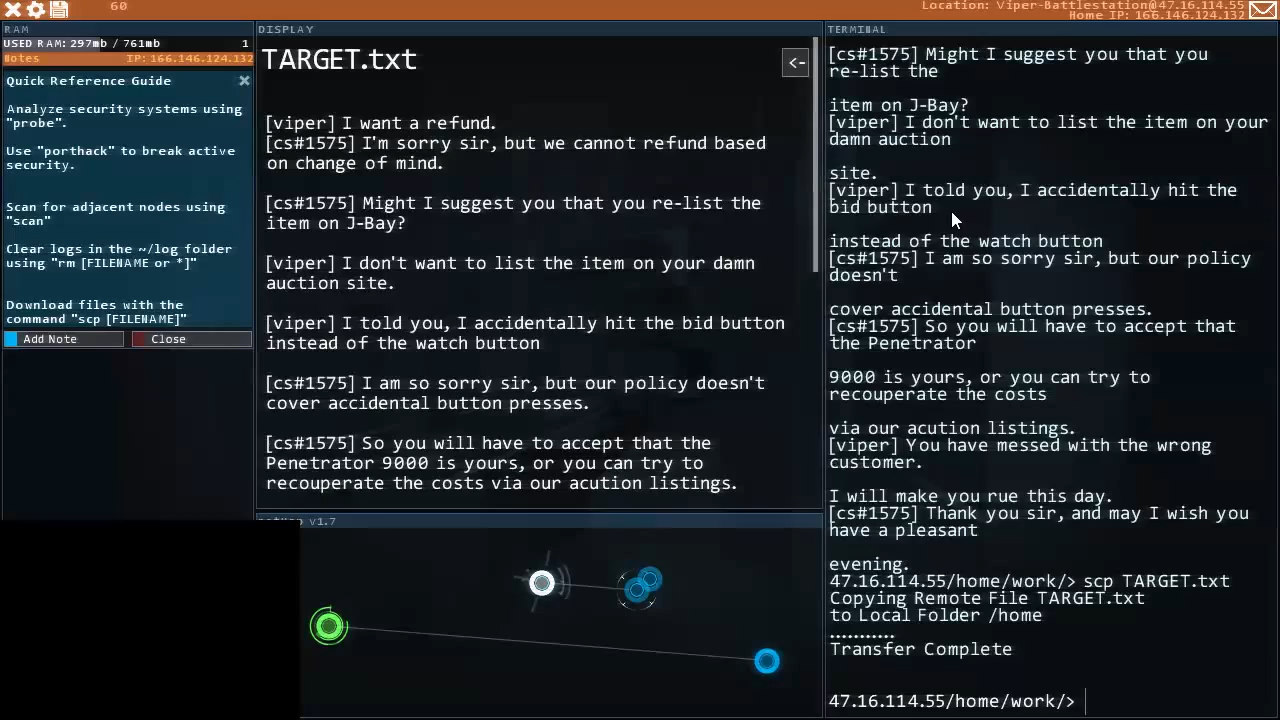 60
Location: Viper-Battlestation@47.16.114.55
Home IP: 166.146.124.132
RAM
USED RAM: 297mb / 761mb 1
Notes IP: 166.146.124.132
Quick Reference Guide
Analyze security systems using
"probe".
Use "porthack" to break active
security.
Scan for adjacent nodes using
"scan"
Clear logs in the ~/log folder
using "rm [FILENAME or *]"
Download files with the
command "scp [FILENAME]"
Add Note Close
DISPLAY
TARGET.txt
<-
[viper] I want a refund.
[cs#1575] I'm sorry sir, but we cannot refund based
on change of mind.
[cs#1575] Might I suggest you that you re-list the
item on J-Bay?
[viper] I don't want to list the item on your damn
auction site.
[viper] I told you, I accidentally hit the bid button
instead of the watch button
[cs#1575] I am so sorry sir, but our policy doesn't
cover accidental button presses.
[cs#1575] So you will have to accept that the
Penetrator 9000 is yours, or you can try to
recouperate the costs via our acution listings.
v1.7
TERMINAL
[cs#1575] Might I suggest you that you
re-list the
item on J-Bay?
[viper] I don't want to list the item on your
damn auction
site.
[viper] I told you, I accidentally hit the
bid button
instead of the watch button
[cs#1575] I am so sorry sir, but our policy
doesn't
cover accidental button presses.
[cs#1575] So you will have to accept that
the Penetrator
9000 is yours, or you can try to
recouperate the costs
via our acution listings.
[viper] You have messed with the wrong
customer.
I will make you rue this day.
[cs#1575] Thank you sir, and may I wish you
have a pleasant
evening.
47.16.114.55/home/work/> scp TARGET.txt
Copying Remote File TARGET.txt
to Local Folder /home
...........
Transfer Complete
47.16.114.55/home/work/>